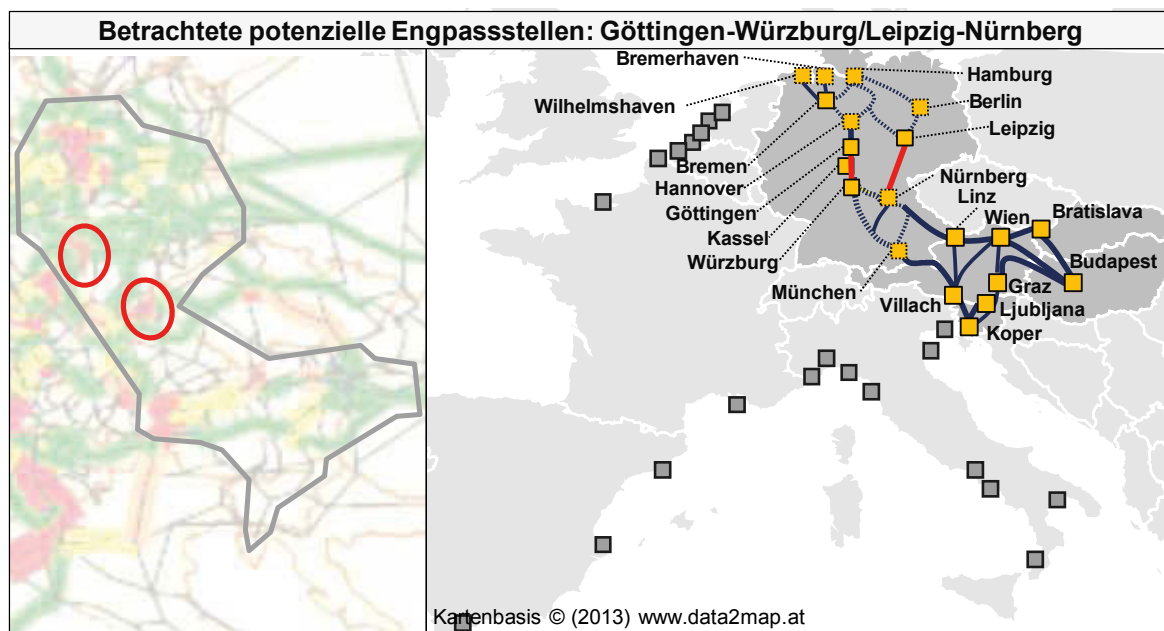 Betrachtete potenzielle Engpassstellen: Göttingen-Würzburg/Leipzig-Nürnberg
Bremerhaven
Hamburg
Wilhelmshaven
Berlin
Leipzig
Bremen
Hannover
Nürnberg
Göttingen
Linz
Wien
Bratislava
Kassel
Würzburg
Budapest
München
Graz
Villach
Ljubljana
Koper
Kartenbasis © (2013) www.data2map.at